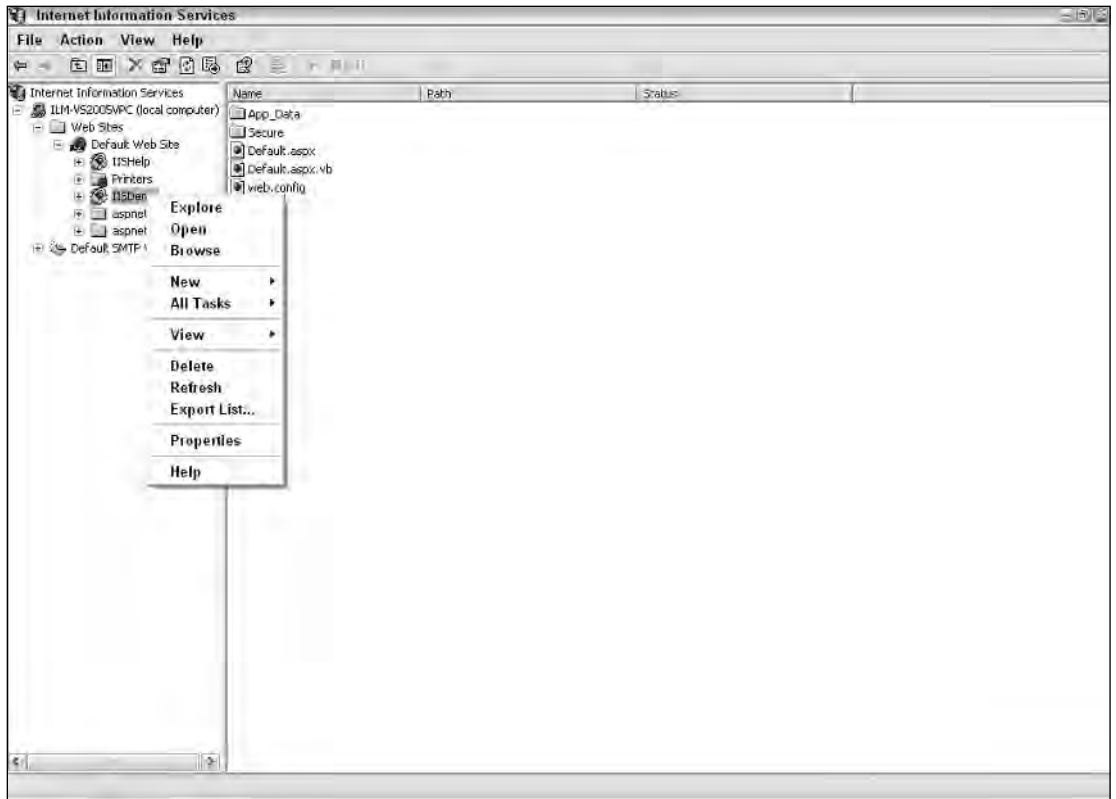 Internet Information Services
File Action View Help
Internet Information Services
Name Path Status
ILM-VS2005VPC (local computer)
App_Data
Web Sites
Secure
Default Web Site
Default.aspx
IISHelp
Default.aspx.vb
Printers
web.config
IISDem
aspnet
aspnet
Default SMTP
Explore
Open
Browse
New
All Tasks
View
Delete
Refresh
Export List...
Properties
Help